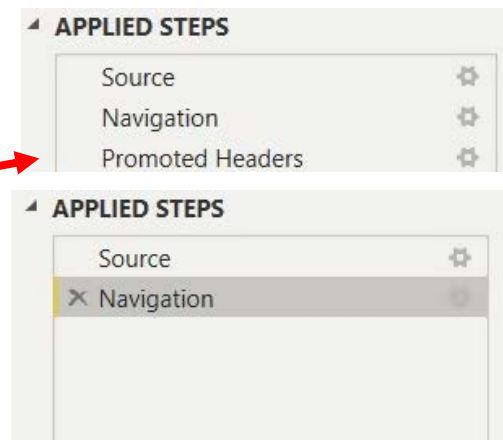 APPLIED STEPS
Source
Navigation
Promoted Headers
APPLIED STEPS
Source
Navigation